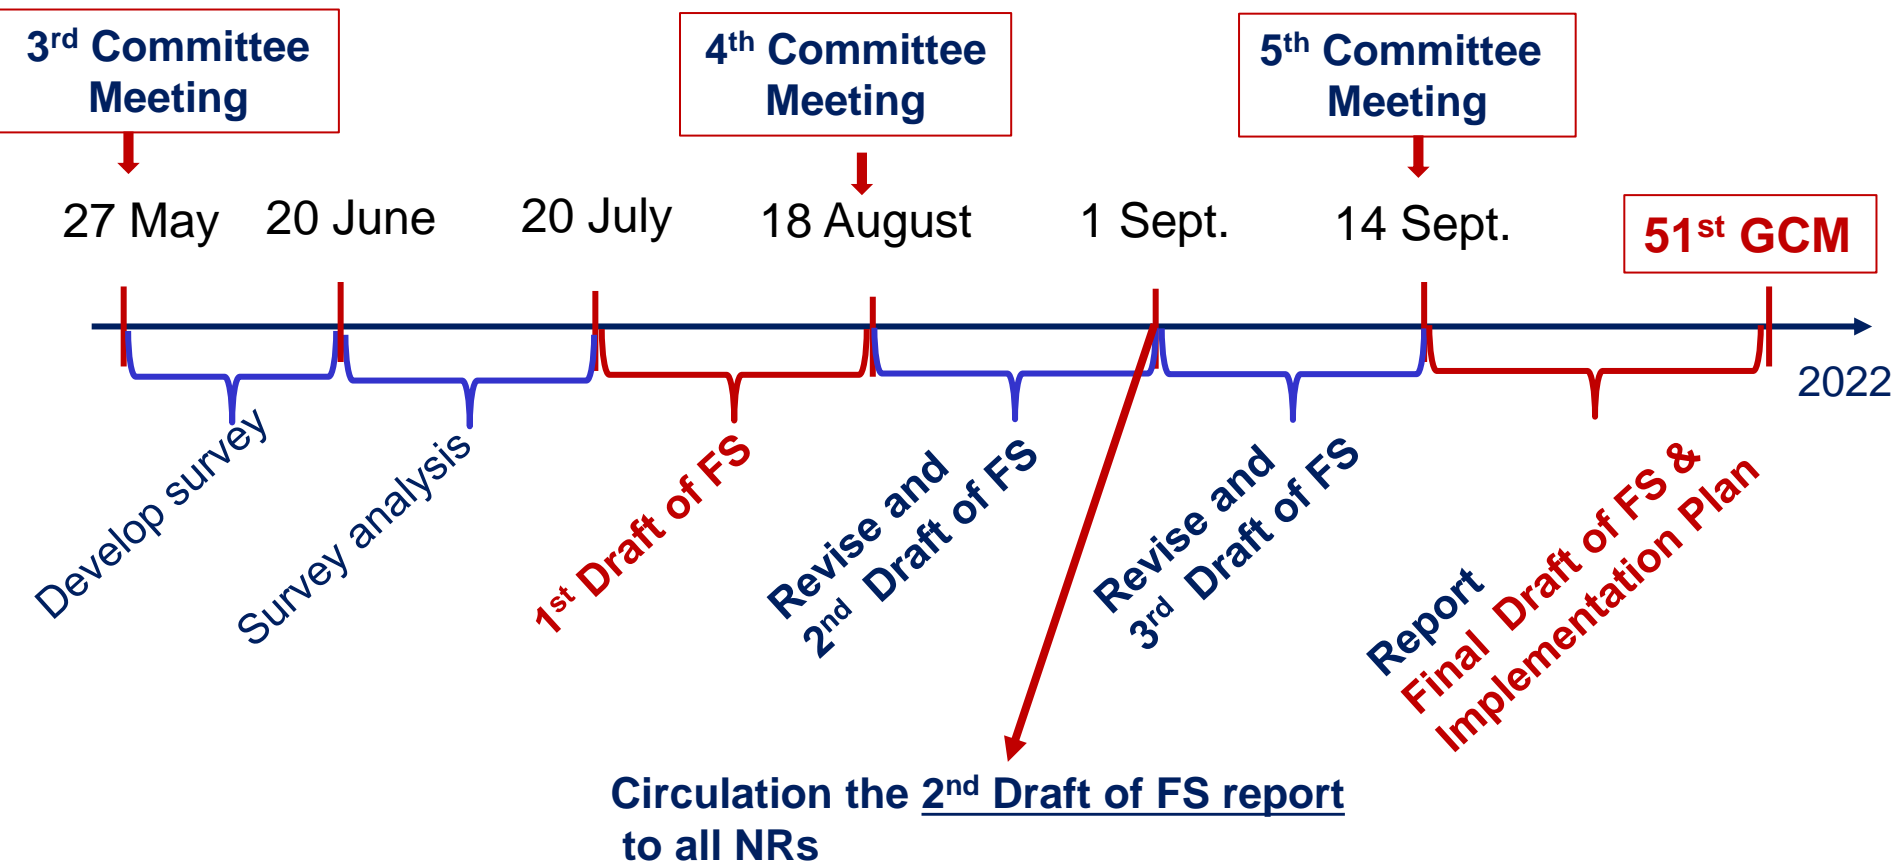 3rd Committee
Meeting
4th Committee
Meeting
5th Committee
Meeting
27 May
20 June
20 July
18 August
1 Sept.
14 Sept.
51st GCM
2022
Develop survey
Survey analysis
1st Draft of FS
Revise and
2nd Draft of FS
Revise and
3rd Draft of FS
Report
Final Draft of FS &
Implementation Plan
Circulation the 2nd Draft of FS report
to all NRs